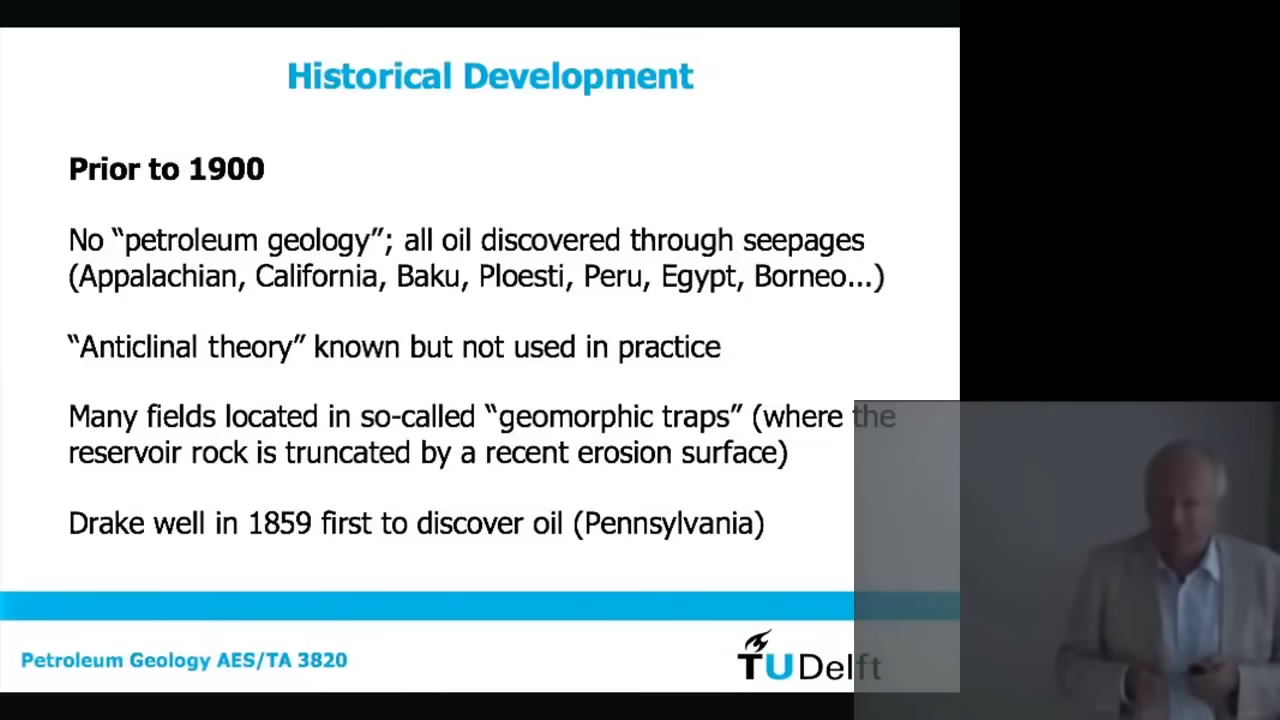 Historical Development
Prior to 1900
No “petroleum geology”; all oil discovered through seepages
(Appalachian, California, Baku, Ploesti, Peru, Egypt, Borneo...)
“Anticlinal theory” known but not used in practice
Many fields located in so-called “geomorphic traps” (where the
reservoir rock is truncated by a recent erosion surface)
Drake well in 1859 first to discover oil (Pennsylvania)
Petroleum Geology AES/TA 3820
TU Delft